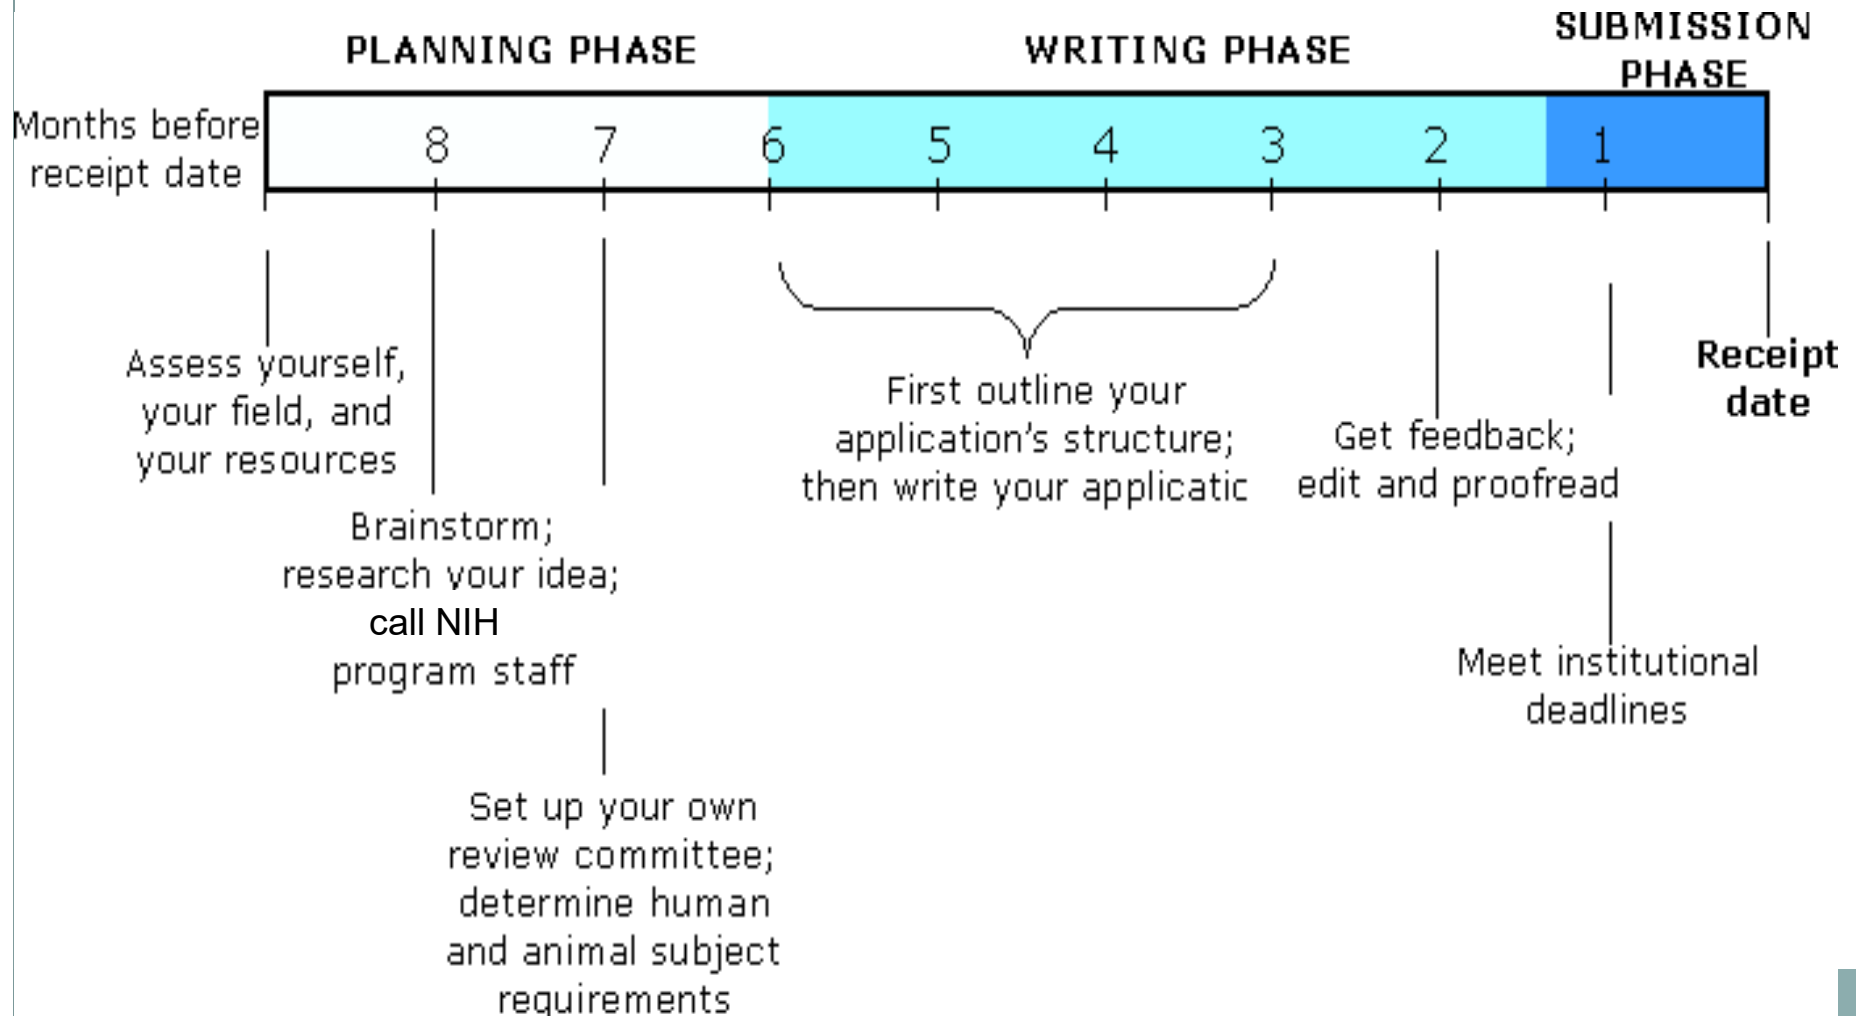 PLANNING PHASE
WRITING PHASE
SUBMISSION
PHASE
Months before
receipt date
8 7 6 5 4 3 2 1
Assess yourself,
your field, and
your resources
Brainstorm;
research your idea;
call NIH
program staff
Set up your own
review committee;
determine human
and animal subject
requirements
First outline your
application's structure;
then write your applicatic
Get feedback;
edit and proofread
Meet institutional
deadlines
Receipt
date